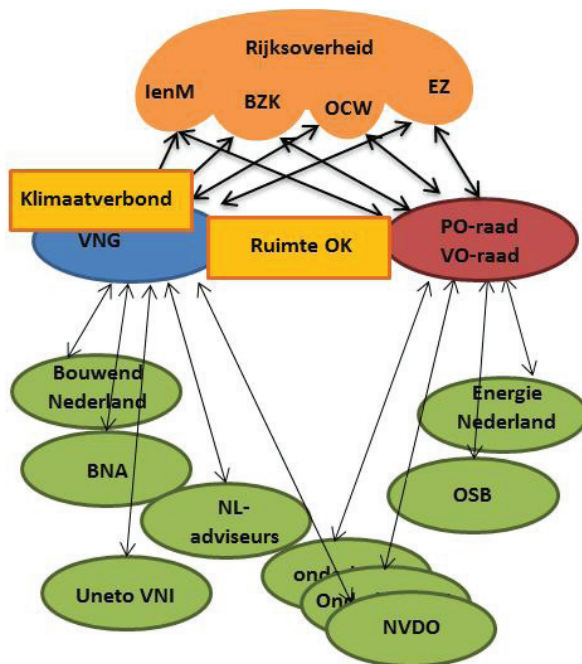 Rijksoverheid
IenM
BZK
OCW
EZ
Klimaatverbond
VNG
Ruimte OK
PO-raad
VO-raad
Bouwend
Nederland
Energie
Nederland
BNA
OSB
NL-
adviseurs
Uneto VNI
NVDO